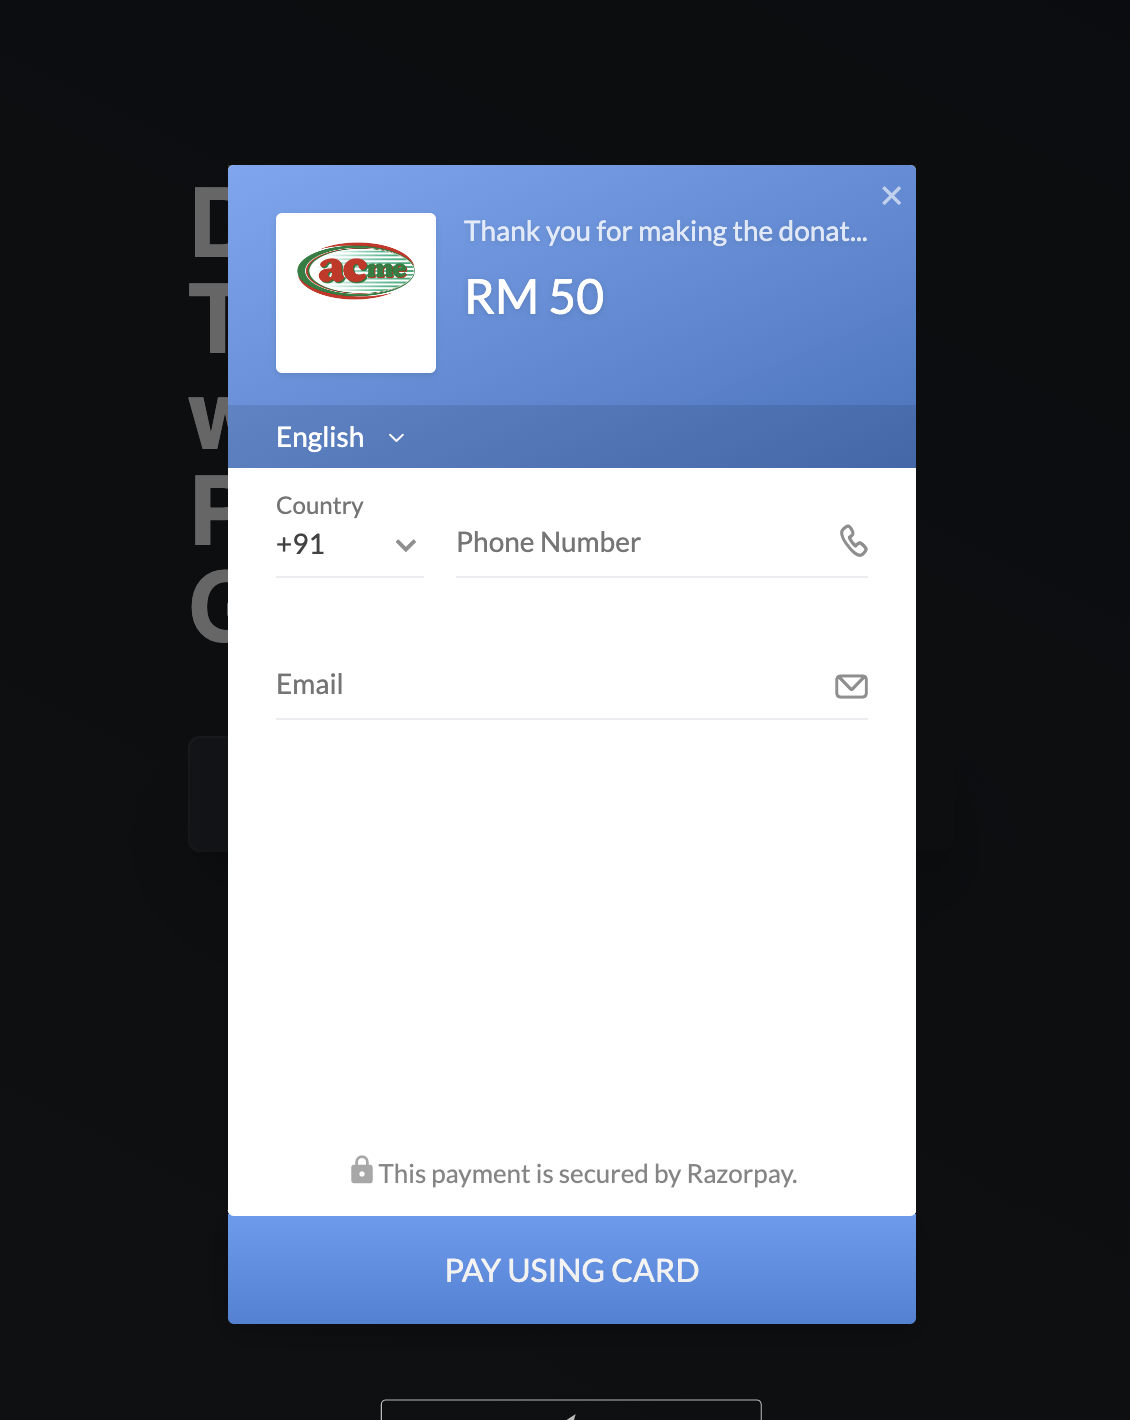 Thank you for making the donat...
acme
RM 50
English
Country
+91
Phone Number
Email
This payment is secured by Razorpay.
PAY USING CARD